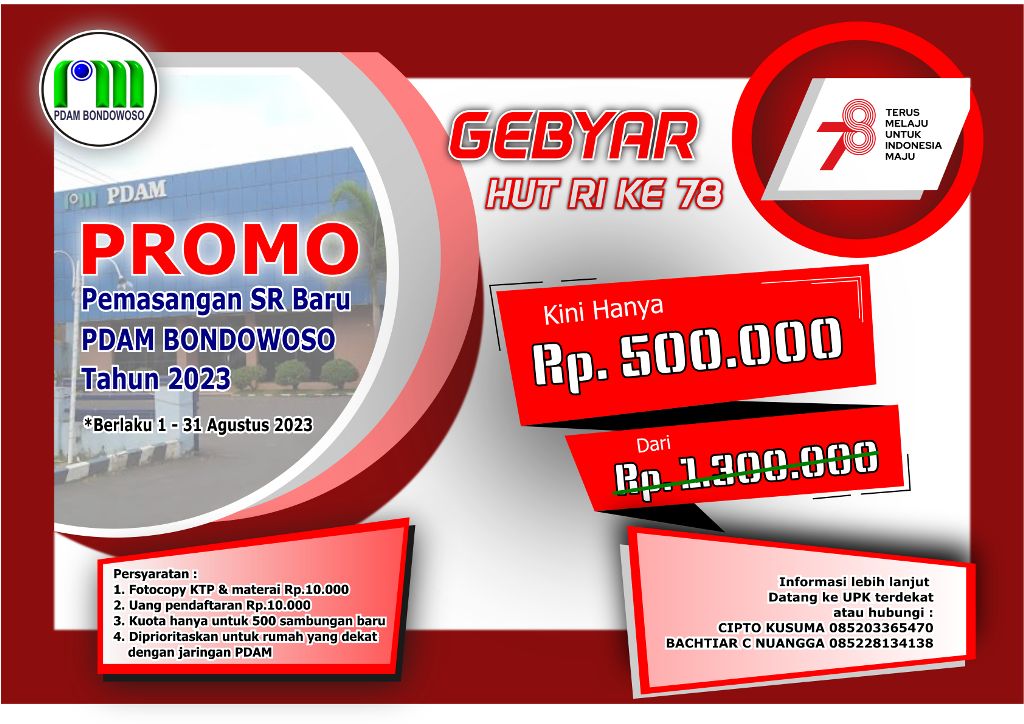 PDAM BONDOWOSO
GEBYAR
HUT RI KE 78
78
TERUS
MELAJU
UNTUK
INDONESIA
MAJU
PDAM
PROMO
Pemasangan SR Baru
PDAM BONDOWOSO
Tahun 2023
*Berlaku 1 - 31 Agustus 2023
Kini Hanya
Rp. 500.000
Dari
Rp. 1.300.000
Persyaratan :
1. Fotocopy KTP & materai Rp.10.000
2. Uang pendaftaran Rp.10.000
3. Kuota hanya untuk 500 sambungan baru
4. Diprioritaskan untuk rumah yang dekat
dengan jaringan PDAM
Informasi lebih lanjut
Datang ke UPK terdekat
atau hubungi :
CIPTO KUSUMA 085203365470
BACHTIAR C NUANGGA 085228134138